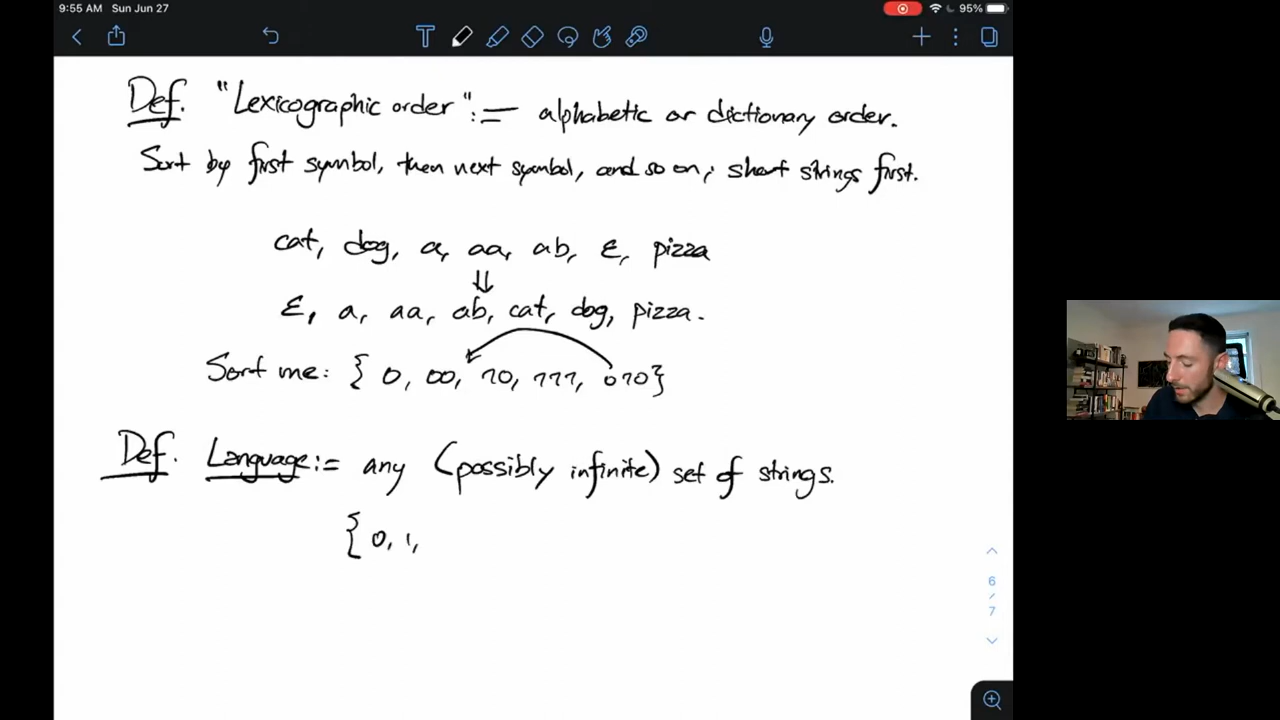 9:55 AM Sun Jun 27
95%
Def. "Lexicographic order" := alphabetic or dictionary order.
Sort by first symbol, then next symbol, and so on; short strings first.
cat, dog, a, aa, ab, ε, pizza
⇓
ε, a, aa, ab, cat, dog, pizza.
Sort me: { 0, 00, 10, 111, 010}
Def. Language := any (possibly infinite) set of strings.
{ 0, 1,
6
/
7